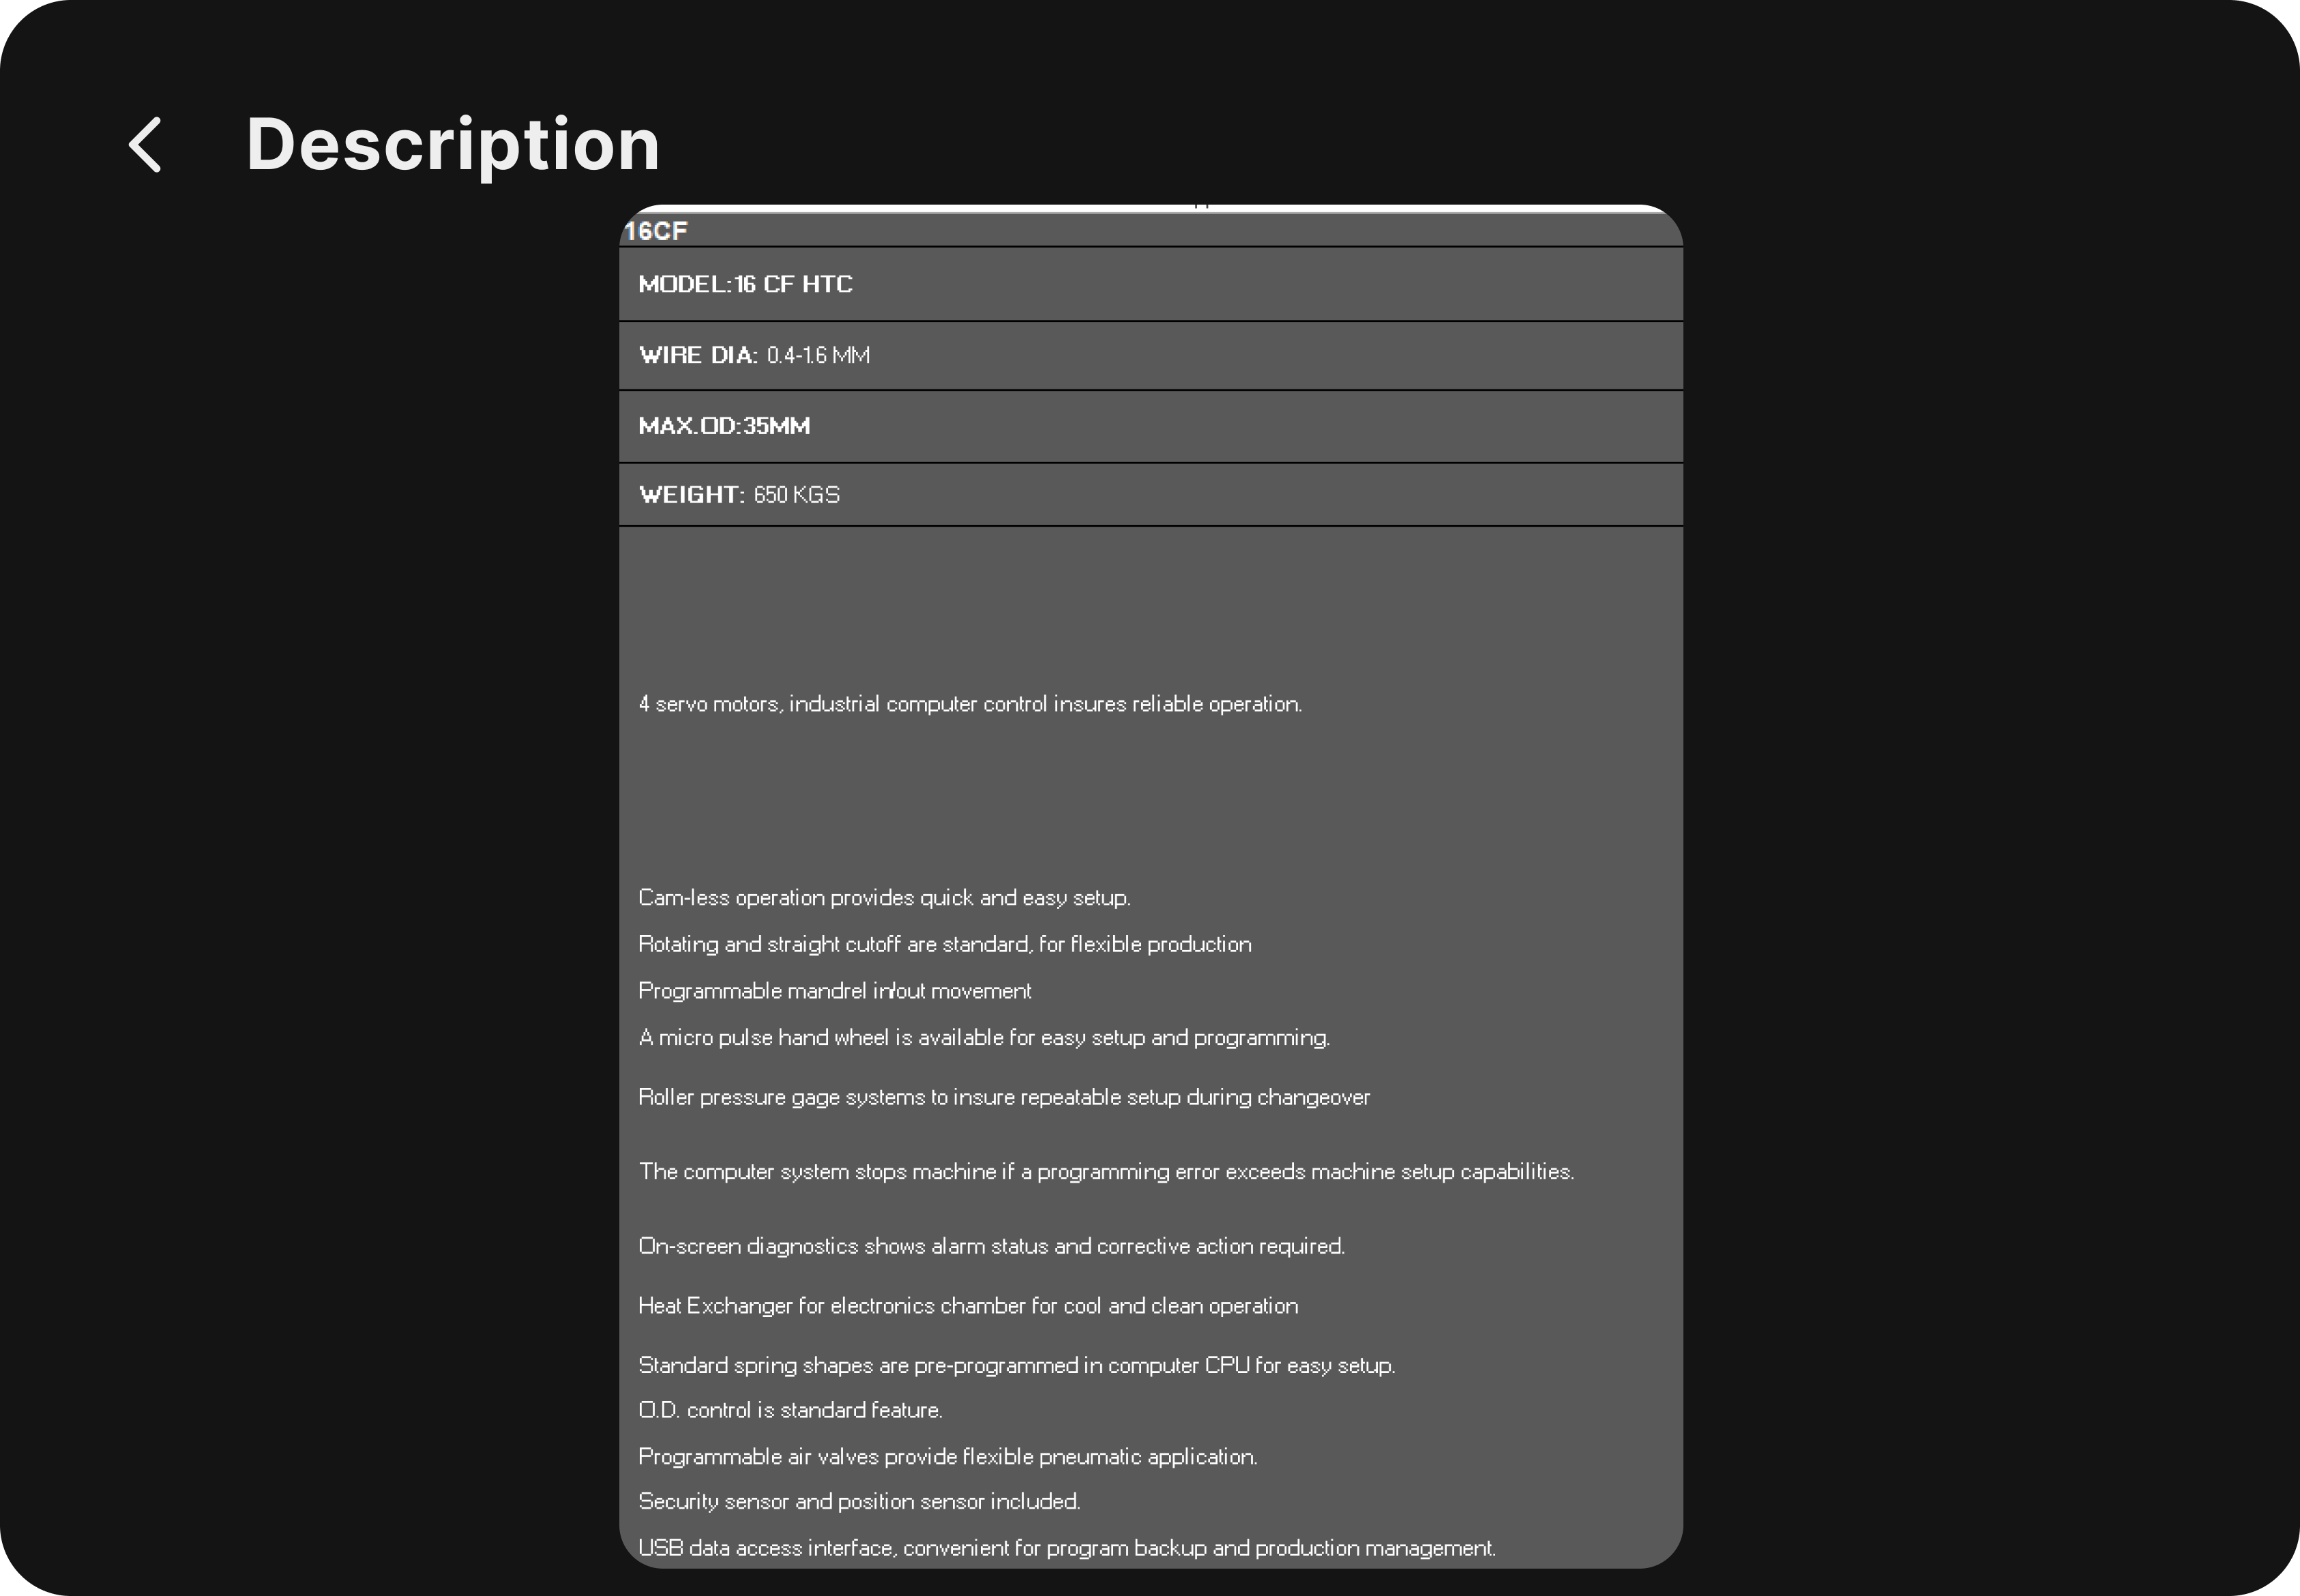 Description
16CF
MODEL:16 CF HTC
WIRE DIA: 0.4-1.6 MM
MAX.OD:35MM
WEIGHT: 650 KGS
4 servo motors, industrial computer control insures reliable operation.
Cam-less operation provides quick and easy setup.
Rotating and straight cutoff are standard, for flexible production
Programmable mandrel in/out movement
A micro pulse hand wheel is available for easy setup and programming.
Roller pressure gage systems to insure repeatable setup during changeover
The computer system stops machine if a programming error exceeds machine setup capabilities.
On-screen diagnostics shows alarm status and corrective action required.
Heat Exchanger for electronics chamber for cool and clean operation
Standard spring shapes are pre-programmed in computer CPU for easy setup.
O.D. control is standard feature.
Programmable air valves provide flexible pneumatic application.
Security sensor and position sensor included.
USB data access interface, convenient for program backup and production management.